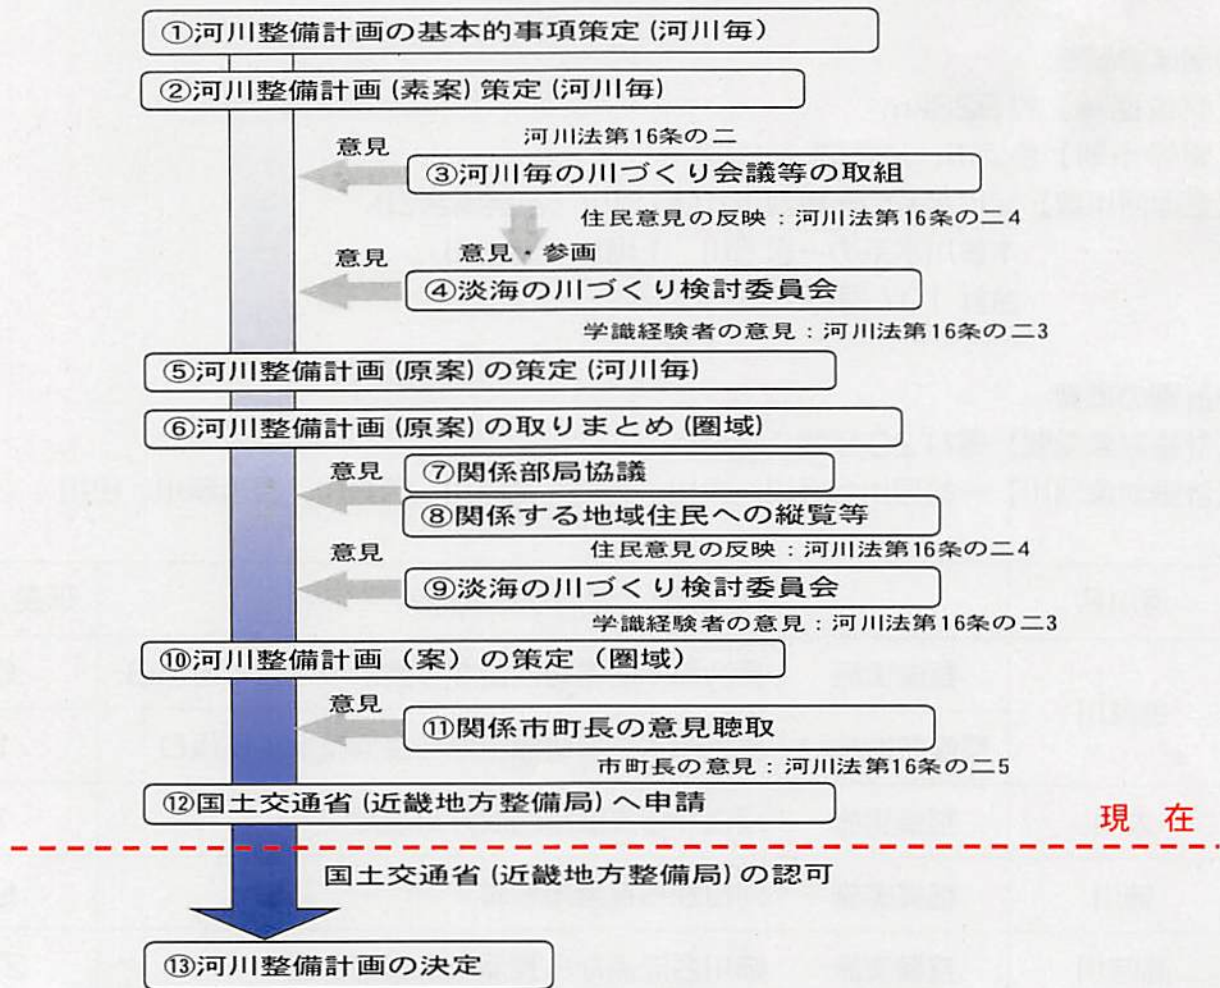 ①河川整備計画の基本的事項策定(河川毎)
②河川整備計画(素案)策定(河川毎)
河川法第16条の二
意見
③河川毎の川づくり会議等の取組
住民意見の反映：河川法第16条の二4
意見
意見・参画
④淡海の川づくり検討委員会
学識経験者の意見：河川法第16条の二3
⑤河川整備計画(原案)の策定(河川毎)
⑥河川整備計画(原案)の取りまとめ(圏域)
意見
⑦関係部局協議
⑧関係する地域住民への縦覧等
住民意見の反映：河川法第16条の二4
意見
⑨淡海の川づくり検討委員会
学識経験者の意見：河川法第16条の二3
⑩河川整備計画（案）の策定（圏域）
意見
⑪関係市町長の意見聴取
市町長の意見：河川法第16条の二5
⑫国土交通省(近畿地方整備局)へ申請
現 在
国土交通省(近畿地方整備局)の認可
⑬河川整備計画の決定